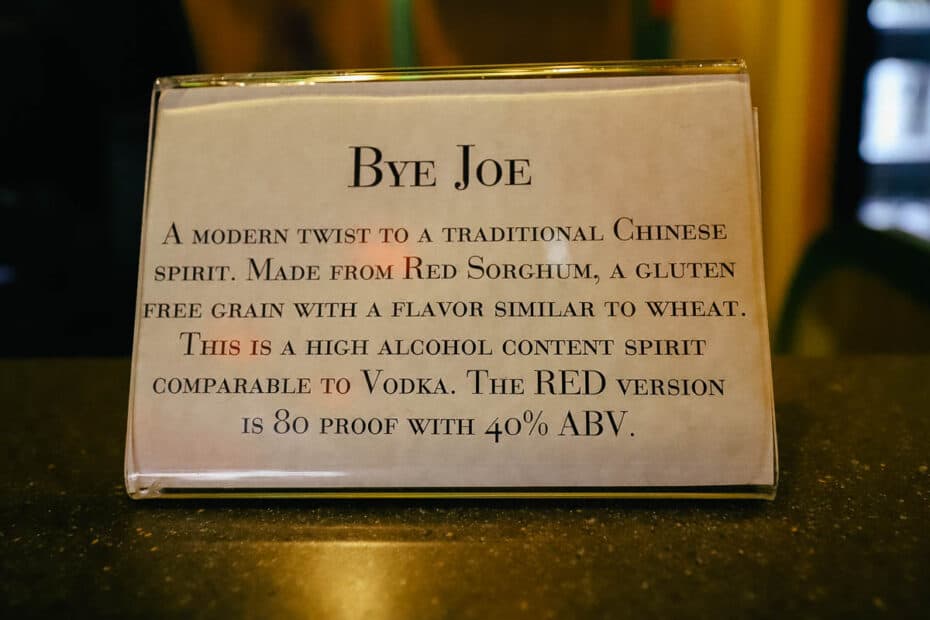 Bye Joe
A modern twist to a traditional Chinese
spirit. Made from Red Sorghum, a gluten
free grain with a flavor similar to wheat.
This is a high alcohol content spirit
comparable to Vodka. The RED version
is 80 proof with 40% ABV.